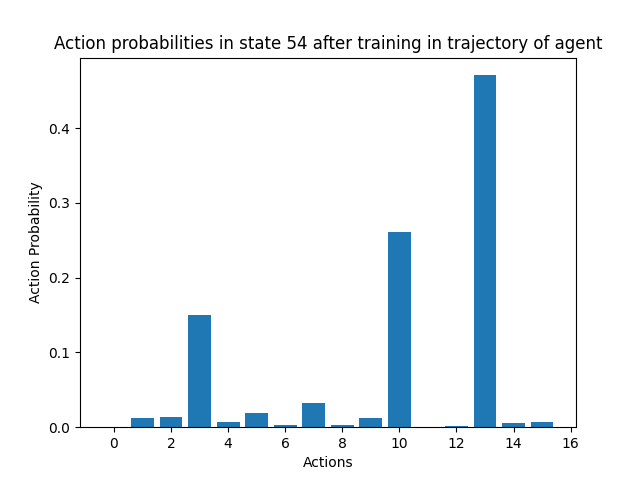 Action probabilities in state 54 after training in trajectory of agent
Action Probability
0.4
0.3
0.2
0.1
0.0
0 2 4 6 8 10 12 14 16
Actions